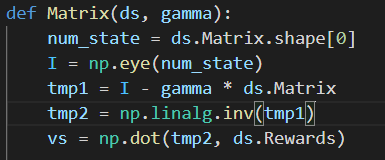 def Matrix(ds, gamma):
    num_state = ds.Matrix.shape[0]
    I = np.eye(num_state)
    tmp1 = I - gamma * ds.Matrix
    tmp2 = np.linalg.inv(tmp1)
    vs = np.dot(tmp2, ds.Rewards)